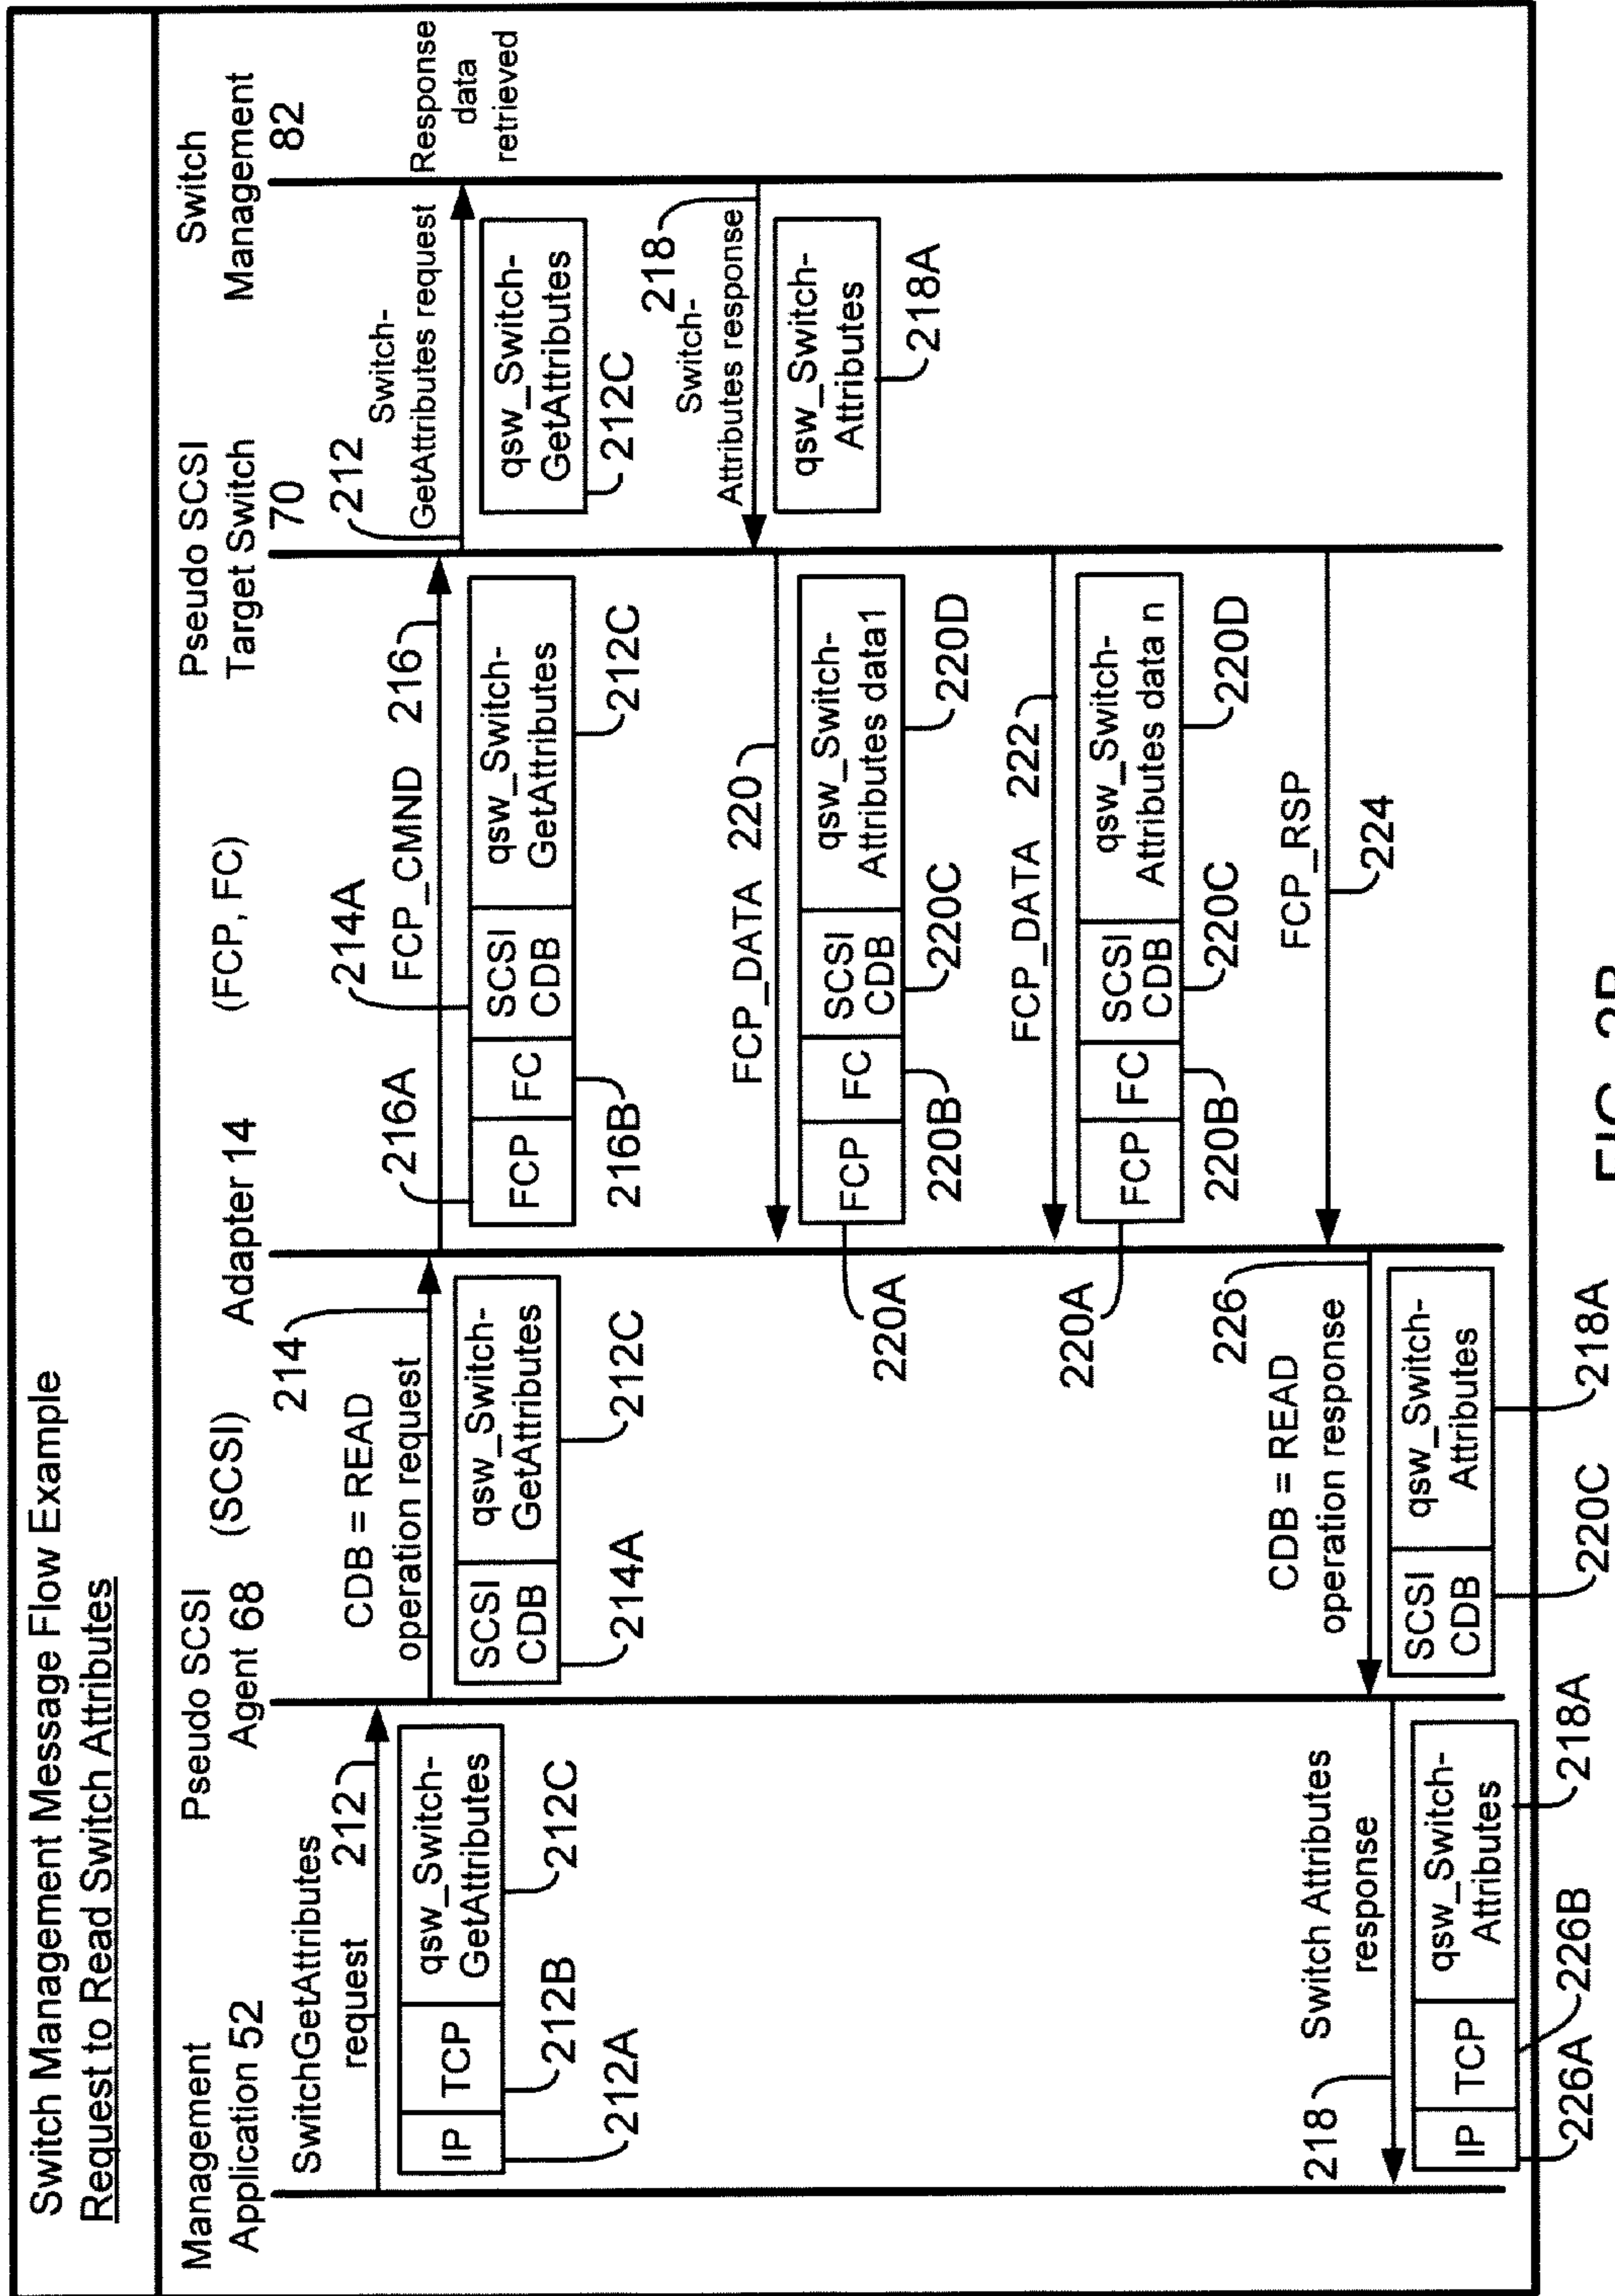 Switch Management Message Flow Example
Request to Read Switch Attributes
Management
Application 52
Pseudo SCSI
Agent 68
(SCSI)
Adapter 14
(FCP, FC)
Pseudo SCSI
Target Switch
70
Switch
Management
82
SwitchGetAttributes
request
212
IP
TCP
qsw_Switch-
GetAttributes
212A
212B
212C
214
CDB = READ
operation request
SCSI
CDB
qsw_Switch-
GetAttributes
214A
212C
216A
214A
FCP_CMND 216
FCP
FC
SCSI
CDB
qsw_Switch-
GetAttributes
216B
212C
212
Switch-
GetAttributes request
qsw_Switch-
GetAttributes
212C
Response
data
retrieved
218
Switch-
Attributes response
qsw_Switch-
Attributes
218A
FCP_DATA 220
FCP
FC
SCSI
CDB
qsw_Switch-
Attributes data1
220A
220B
220C
220D
FCP_DATA 222
FCP
FC
SCSI
CDB
qsw_Switch-
Attributes data n
220A
220B
220C
220D
FCP_RSP
224
226
CDB = READ
operation response
SCSI
CDB
qsw_Switch-
Attributes
220C
218A
Switch Attributes
response
218
IP
TCP
qsw_Switch-
Attributes
226A
226B
218A